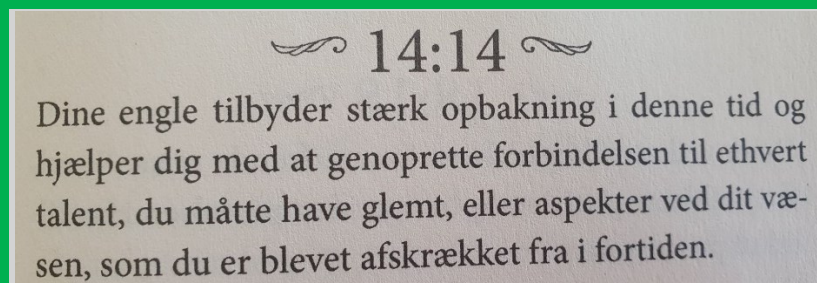 14:14
Dine engle tilbyder stærk opbakning i denne tid og
hjælper dig med at genoprette forbindelsen til ethvert
talent, du måtte have glemt, eller aspekter ved dit væ-
sen, som du er blevet afskrækket fra i fortiden.